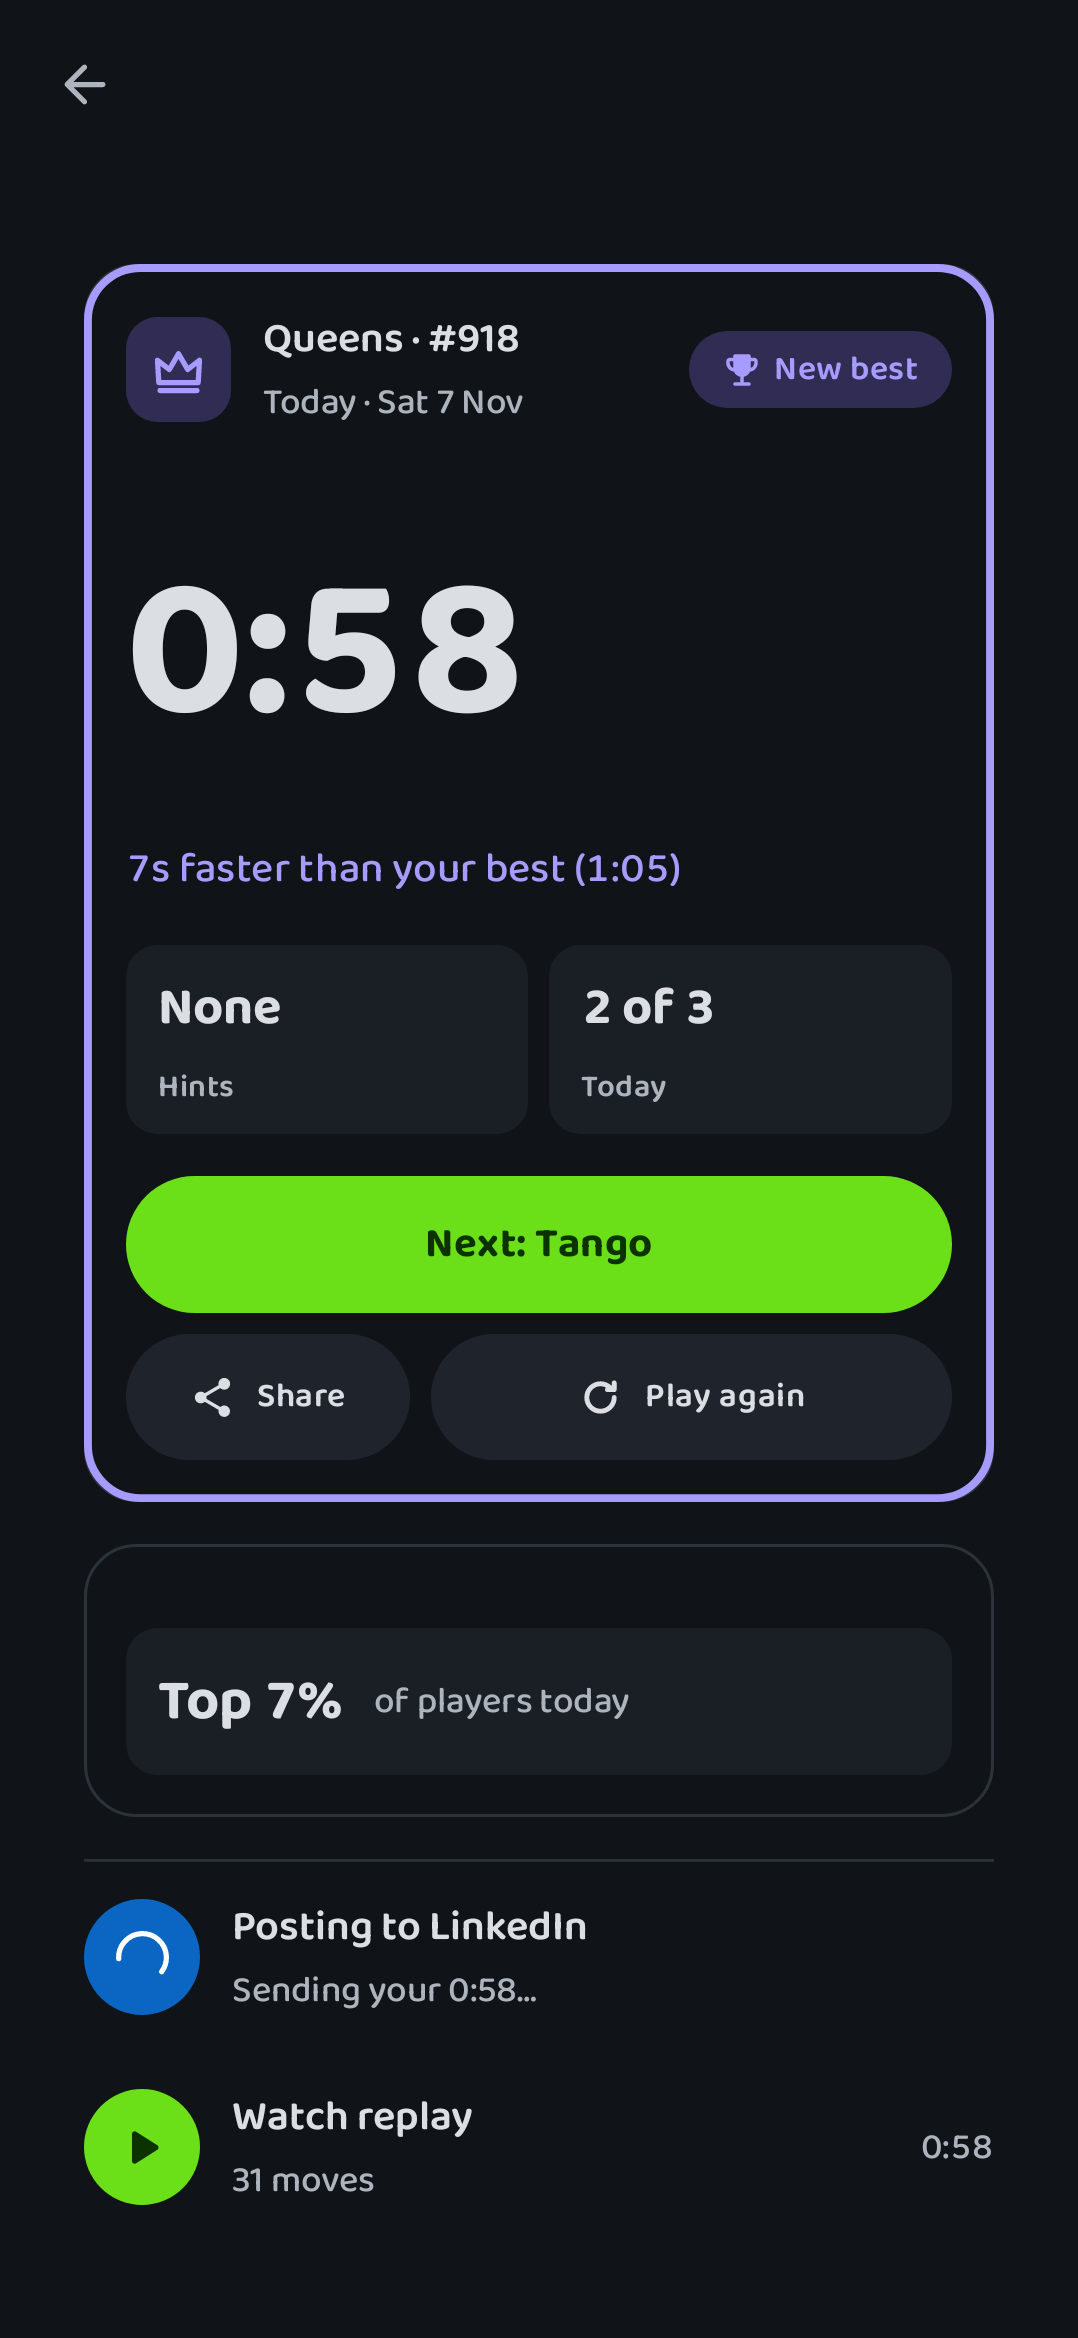 Queens · #918
Today · Sat 7 Nov
New best
0:58
7s faster than your best (1:05)
None
Hints
2 of 3
Today
Next: Tango
Share
Play again
Top 7% of players today
Posting to LinkedIn
Sending your 0:58...
Watch replay
31 moves
0:58